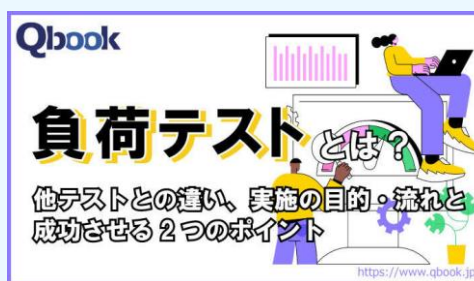 Qbook
負荷テストとは？
他テストとの違い、実施の目的・流れと
成功させる2つのポイント
https://www.qbook.jp